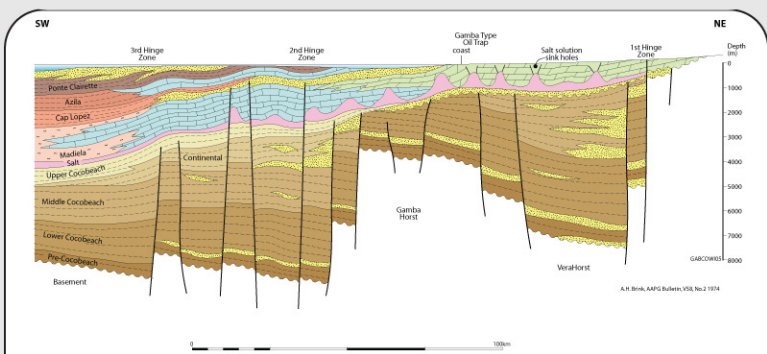 SW
NE
Gamba Type
Oil Trap
coast
3rd Hinge
Zone
2nd Hinge
Zone
Salt solution
sink holes
1st Hinge
Zone
Depth
(m)
0
1000
2000
3000
4000
5000
6000
7000
8000
Ponte Clairette
Azila
Cap Lopez
Madiela
Salt
Upper Cocobeach
Continental
Middle Cocobeach
Lower Cocobeach
Pre-Cocobeach
Basement
Gamba
Horst
VeraHorst
GABCOWI05
A.H. Brink, AAPG Bulletin, V58, No.2 1974
0
100km